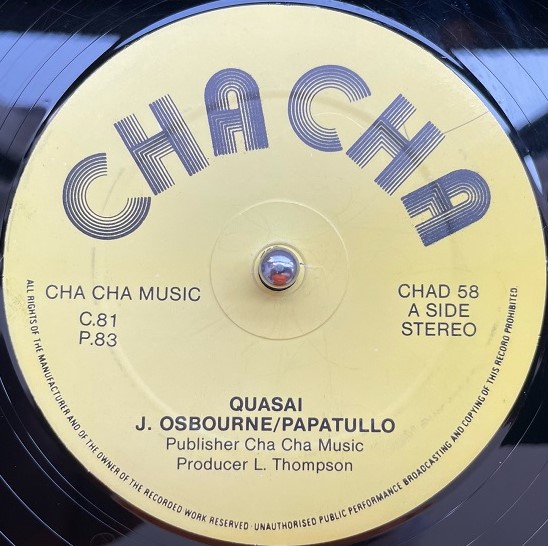 CHA CHA
CHA CHA MUSIC
C.81
P.83
CHAD 58
A SIDE
STEREO
QUASAI
J. OSBOURNE/PAPATULLO
Publisher Cha Cha Music
Producer L. Thompson
ALL RIGHTS OF THE MANUFACTURER AND OF THE OWNER OF THE RECORDED WORK RESERVED · UNAUTHORISED PUBLIC PERFORMANCE BROADCASTING AND COPYING OF THIS RECORD PROHIBITED